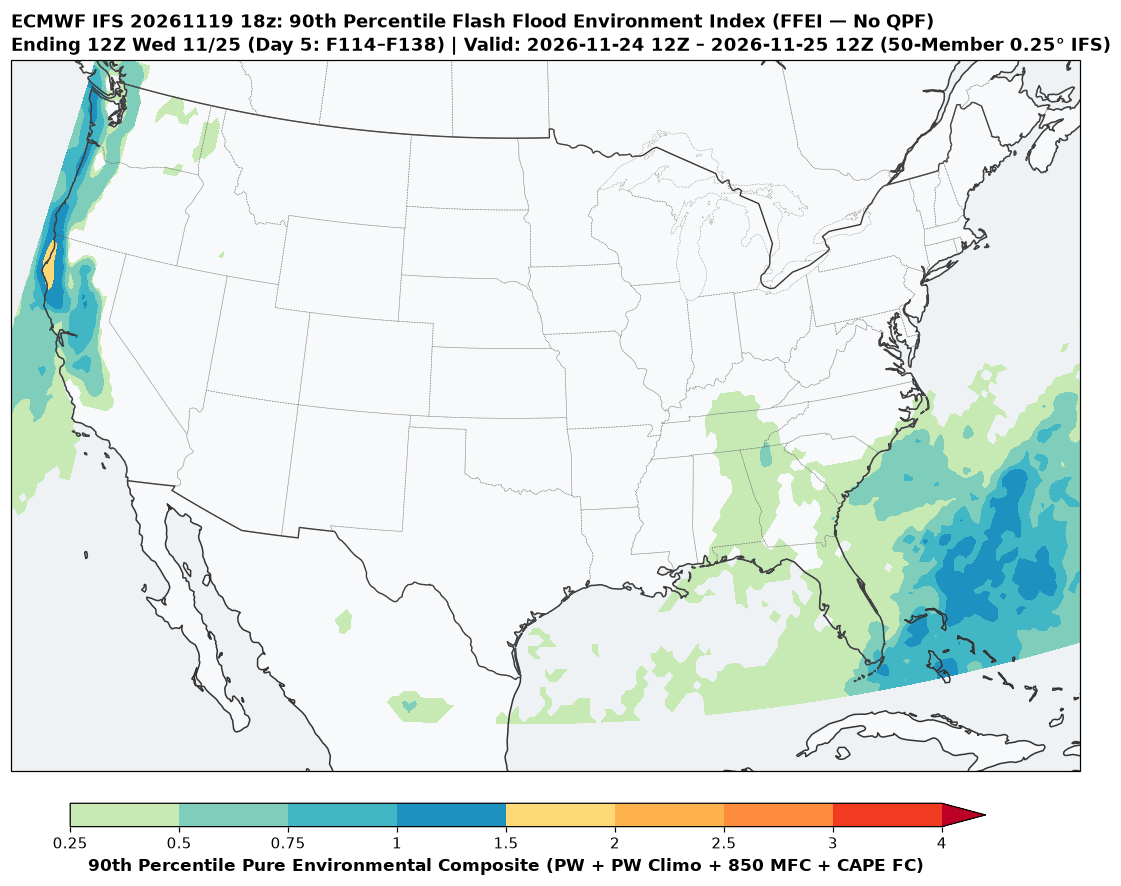 ECMWF IFS 20261119 18z: 90th Percentile Flash Flood Environment Index (FFEI — No QPF)
Ending 12Z Wed 11/25 (Day 5: F114–F138) | Valid: 2026-11-24 12Z – 2026-11-25 12Z (50-Member 0.25° IFS)
0.25 0.5 0.75 1 1.5 2 2.5 3 4
90th Percentile Pure Environmental Composite (PW + PW Climo + 850 MFC + CAPE FC)